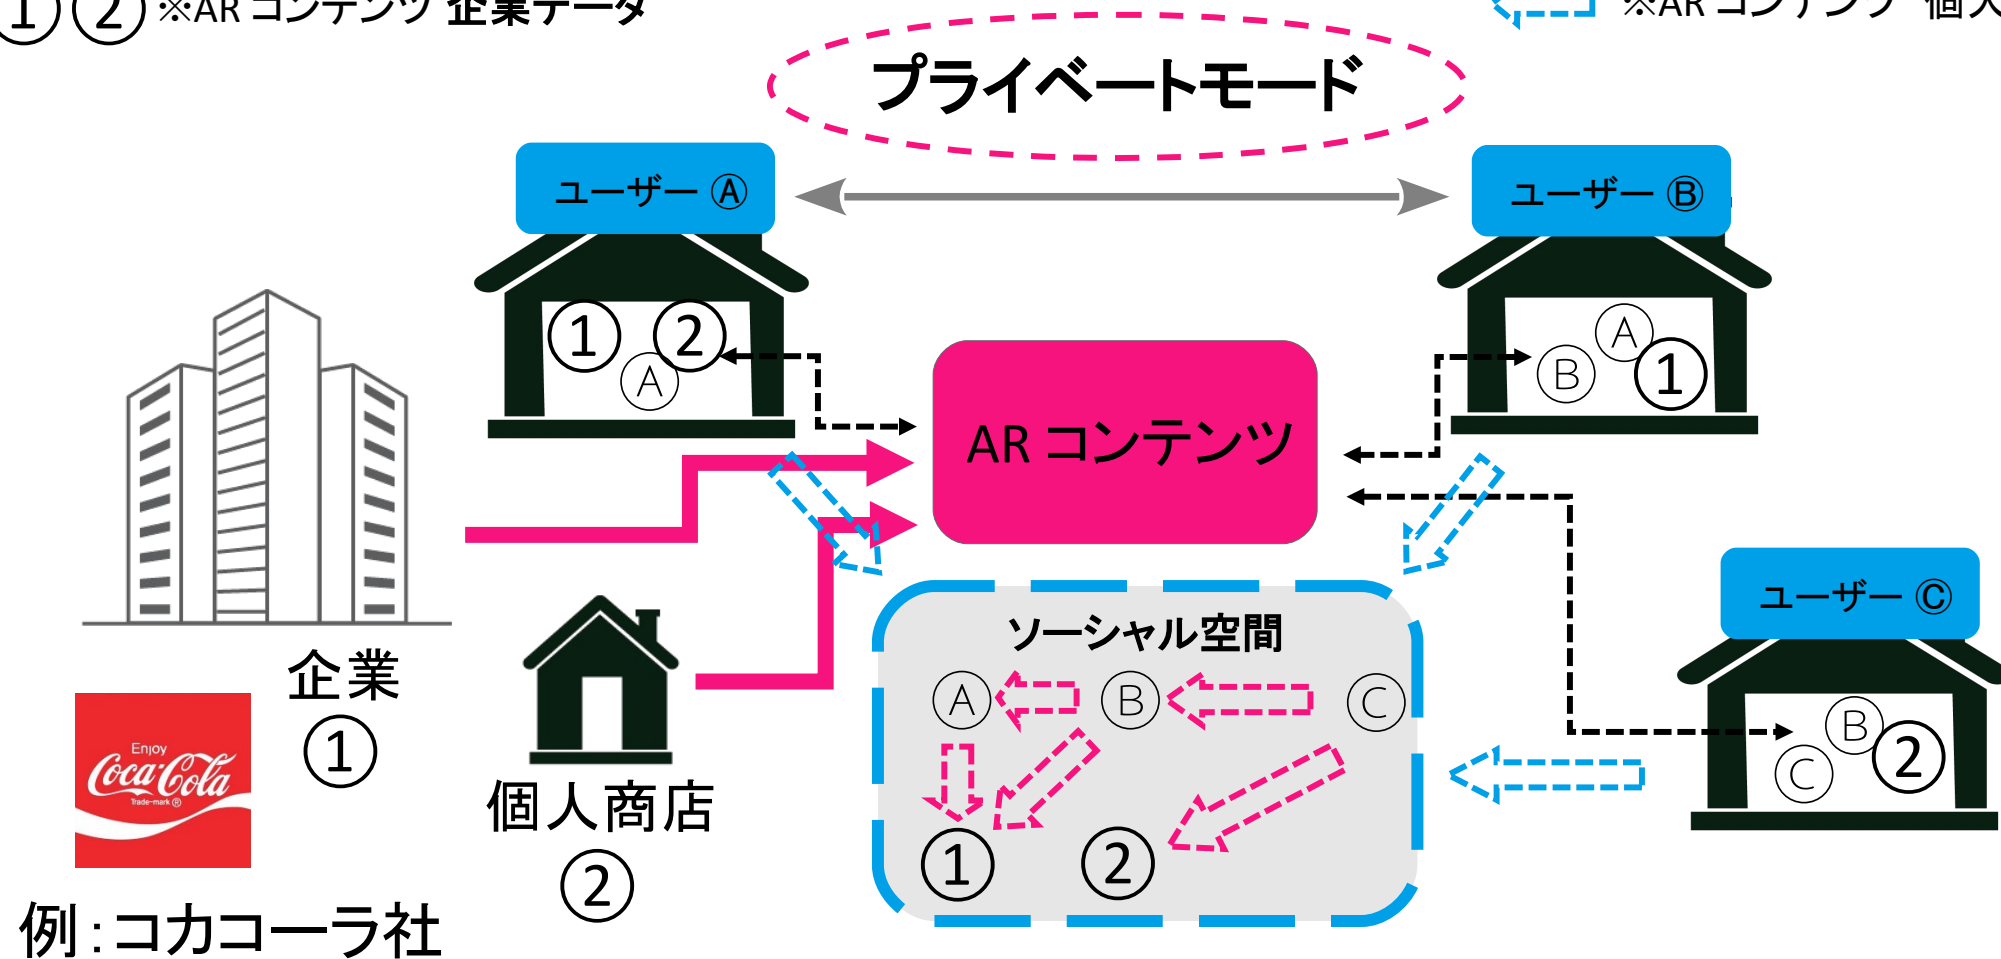 ① ② ※AR コンテンツ 企業データ
※AR コンテンツ 個人
プライベートモード
ユーザー Ⓐ
ユーザー Ⓑ
① ②
Ⓐ
Ⓐ
Ⓑ ①
AR コンテンツ
ユーザー Ⓒ
ソーシャル空間
Ⓐ Ⓑ Ⓒ
① ②
Ⓑ
Ⓒ ②
企業
①
Enjoy
Coca-Cola
Trade-mark ®
個人商店
②
例:コカコーラ社